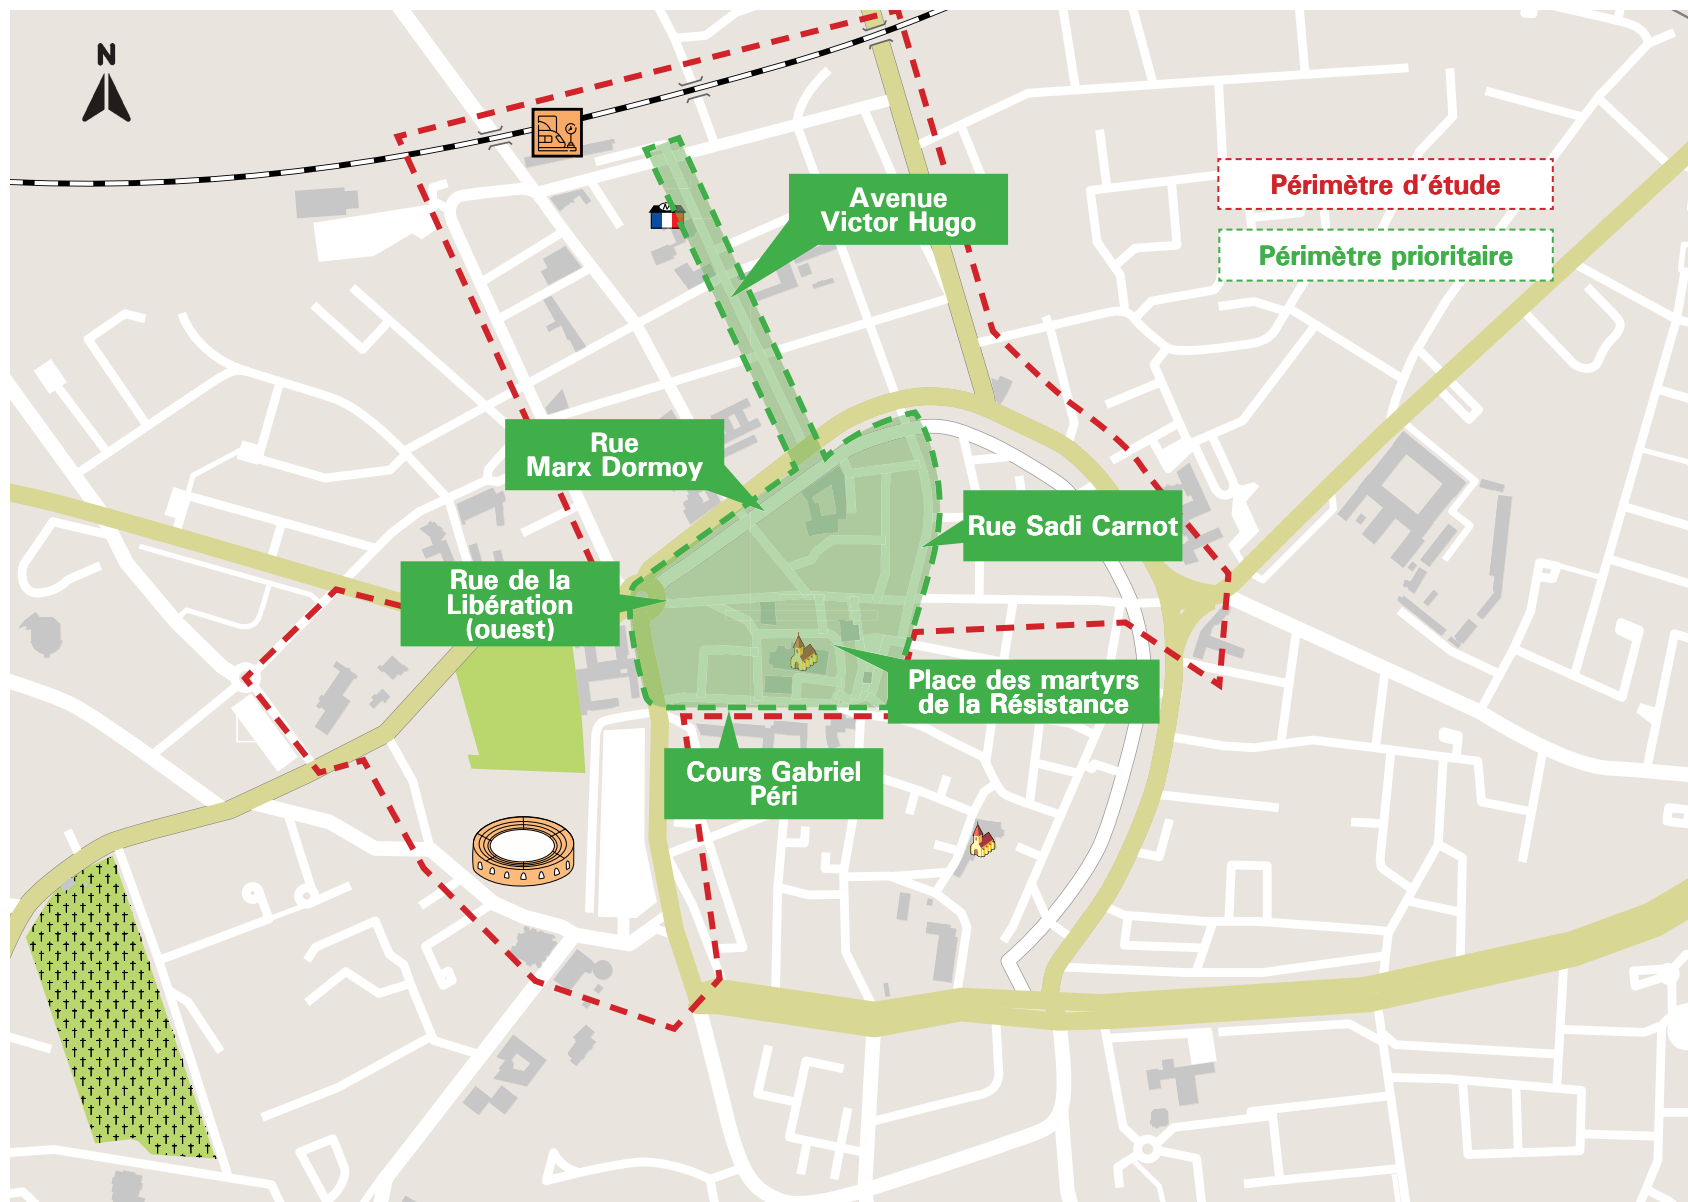 N
Périmètre d'étude
Avenue
Victor Hugo
Périmètre prioritaire
Rue
Marx Dormoy
Rue Sadi Carnot
Rue de la
Libération
(ouest)
Place des martyrs
de la Résistance
Cours Gabriel
Péri